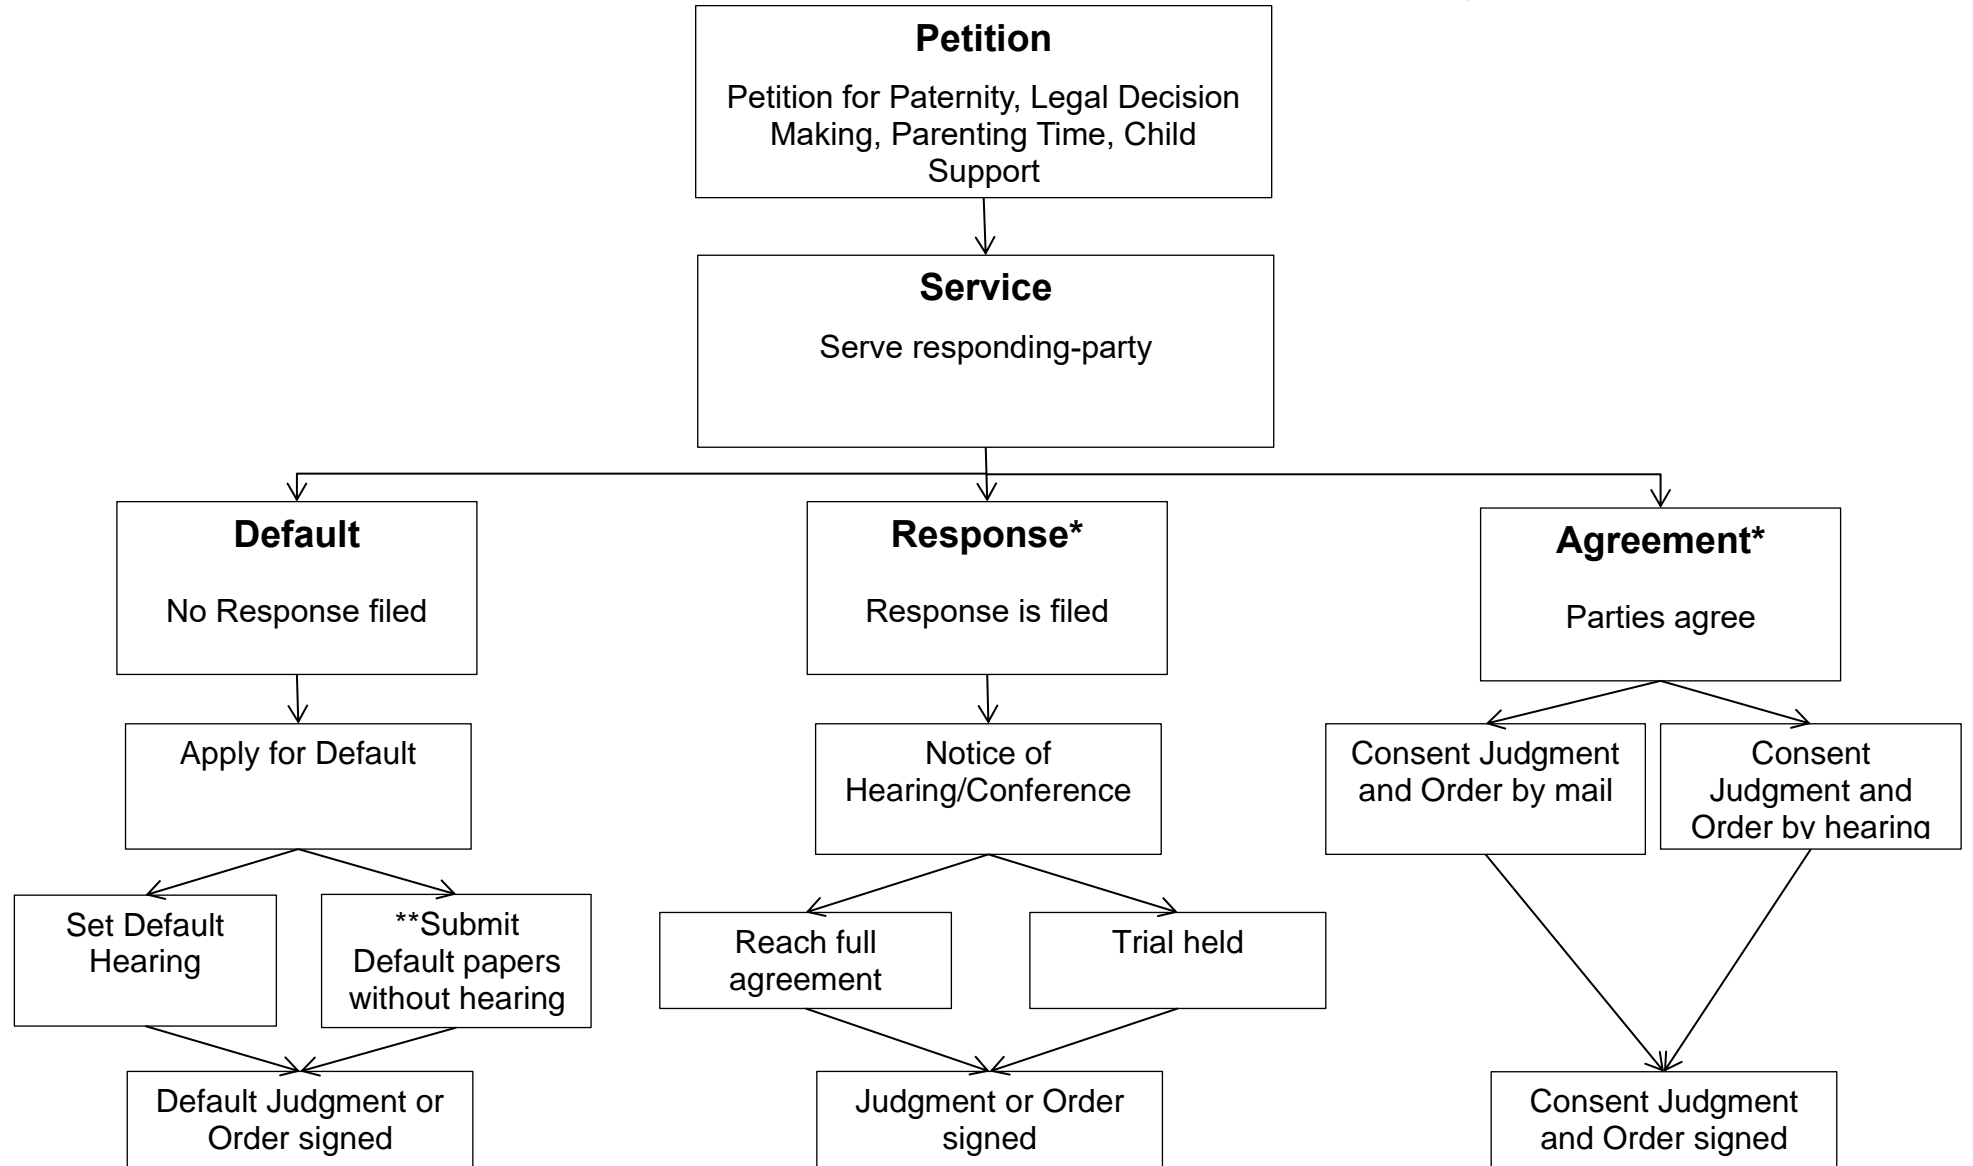 Petition
Petition for Paternity, Legal Decision
Making, Parenting Time, Child
Support
Service
Serve responding-party
Default
No Response filed
Response*
Response is filed
Agreement*
Parties agree
Apply for Default
Notice of
Hearing/Conference
Consent Judgment
and Order by mail
Consent
Judgment and
Order by hearing
Set Default
Hearing
**Submit
Default papers
without hearing
Reach full
agreement
Trial held
Default Judgment or
Order signed
Judgment or Order
signed
Consent Judgment
and Order signed